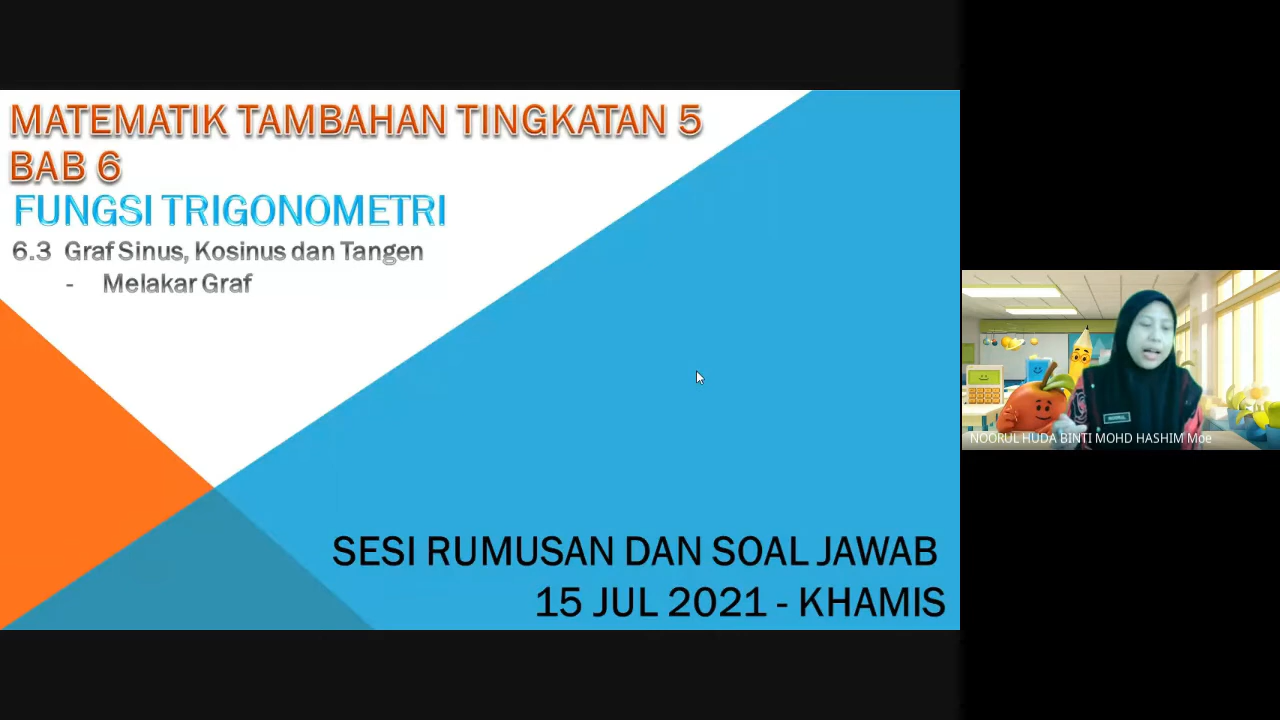 MATEMATIK TAMBAHAN TINGKATAN 5
BAB 6
FUNGSI TRIGONOMETRI
6.3 Graf Sinus, Kosinus dan Tangen
- Melakar Graf
SESI RUMUSAN DAN SOAL JAWAB
15 JUL 2021 - KHAMIS
NOORUL HUDA BINTI MOHD HASHIM Moe